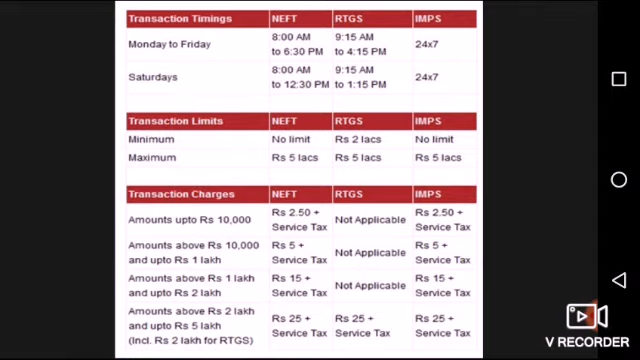 Transaction Timings NEFT RTGS IMPS
Monday to Friday 8:00 AM to 6:30 PM 9:15 AM to 4:15 PM 24x7
Saturdays 8:00 AM to 12:30 PM 9:15 AM to 1:15 PM 24x7
Transaction Limits NEFT RTGS IMPS
Minimum No limit Rs 2 lacs No limit
Maximum Rs 5 lacs Rs 5 lacs Rs 5 lacs
Transaction Charges NEFT RTGS IMPS
Amounts upto Rs 10,000 Rs 2.50 + Service Tax Not Applicable Rs 2.50 + Service Tax
Amounts above Rs 10,000 and upto Rs 1 lakh Rs 5 + Service Tax Not Applicable Rs 5 + Service Tax
Amounts above Rs 1 lakh and upto Rs 2 lakh Rs 15 + Service Tax Not Applicable Rs 15 + Service Tax
Amounts above Rs 2 lakh and upto Rs 5 lakh (Incl. Rs 2 lakh for RTGS) Rs 25 + Service Tax Rs 25 + Service Tax Rs 25 + Service Tax
V RECORDER